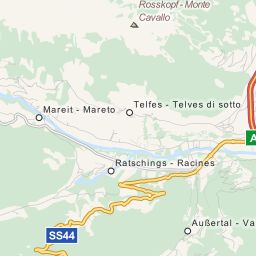 Rosskopf - Monte
Cavallo
Telfes - Telves di sotto
Mareit - Mareto
A
Ratschings - Racines
Außertal - Va
SS44